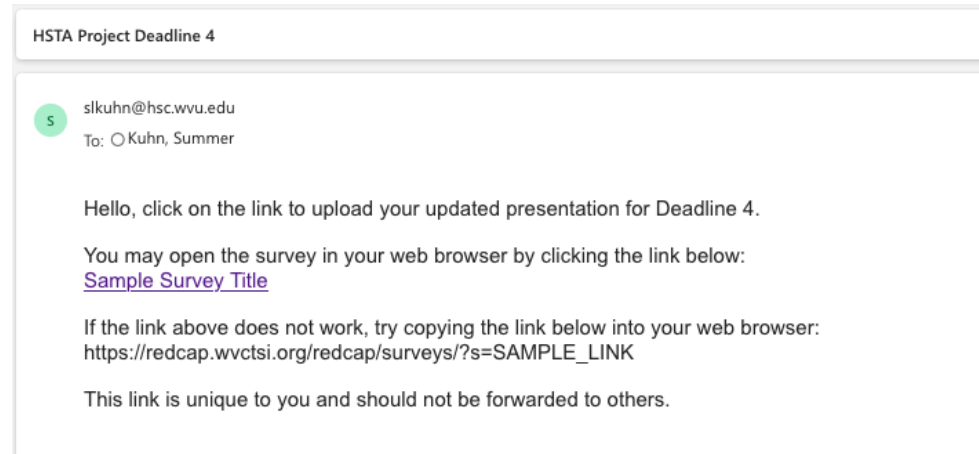 HSTA Project Deadline 4
S
slkuhn@hsc.wvu.edu
To: Kuhn, Summer
Hello, click on the link to upload your updated presentation for Deadline 4.
You may open the survey in your web browser by clicking the link below:
Sample Survey Title
If the link above does not work, try copying the link below into your web browser:
https://redcap.wvctsi.org/redcap/surveys/?s=SAMPLE_LINK
This link is unique to you and should not be forwarded to others.